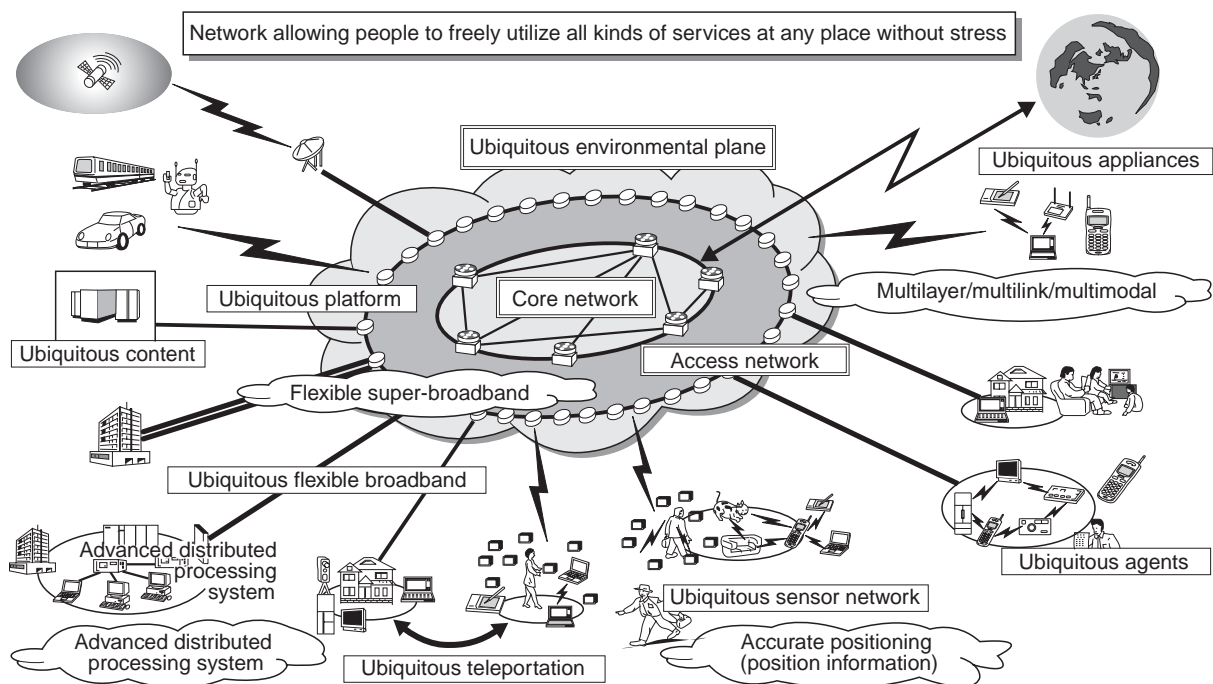 Network allowing people to freely utilize all kinds of services at any place without stress
Ubiquitous environmental plane
Ubiquitous appliances
Ubiquitous platform
Core network
Multilayer/multilink/multimodal
Ubiquitous content
Access network
Flexible super-broadband
Ubiquitous flexible broadband
Advanced distributed
processing
system
Ubiquitous agents
Ubiquitous sensor network
Advanced distributed
processing system
Ubiquitous teleportation
Accurate positioning
(position information)